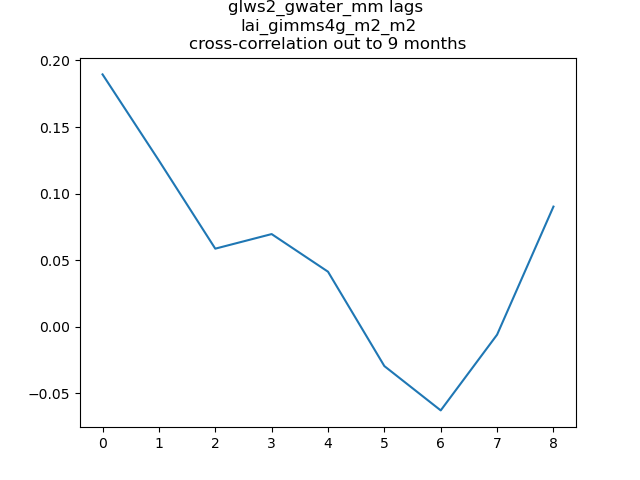 glws2_gwater_mm lags
lai_gimms4g_m2_m2
cross-correlation out to 9 months
0.20
0.15
0.10
0.05
0.00
−0.05
0 1 2 3 4 5 6 7 8